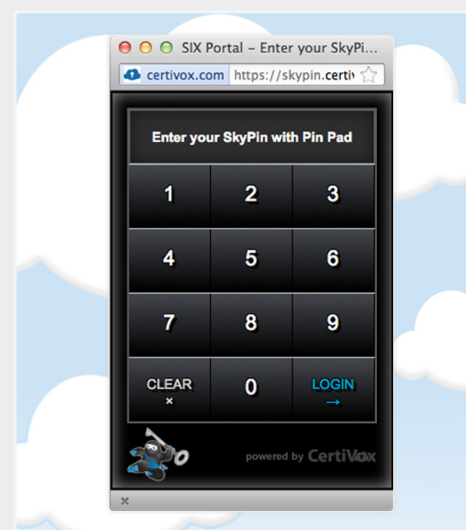 SIX Portal – Enter your SkyPi...
certivox.com https://skypin.certiv
Enter your SkyPin with Pin Pad
1 2 3
4 5 6
7 8 9
CLEAR 0 LOGIN
× →
powered by CertiVox
×